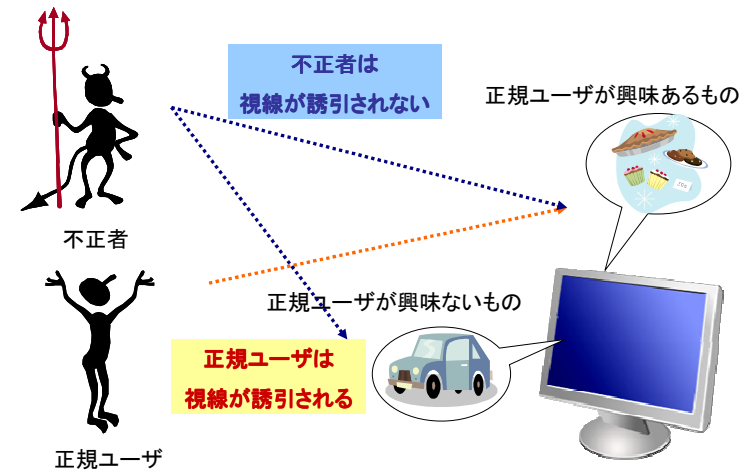 不正者は
視線が誘引されない
正規ユーザが興味あるもの
不正者
正規ユーザが興味ないもの
正規ユーザは
視線が誘引される
正規ユーザ